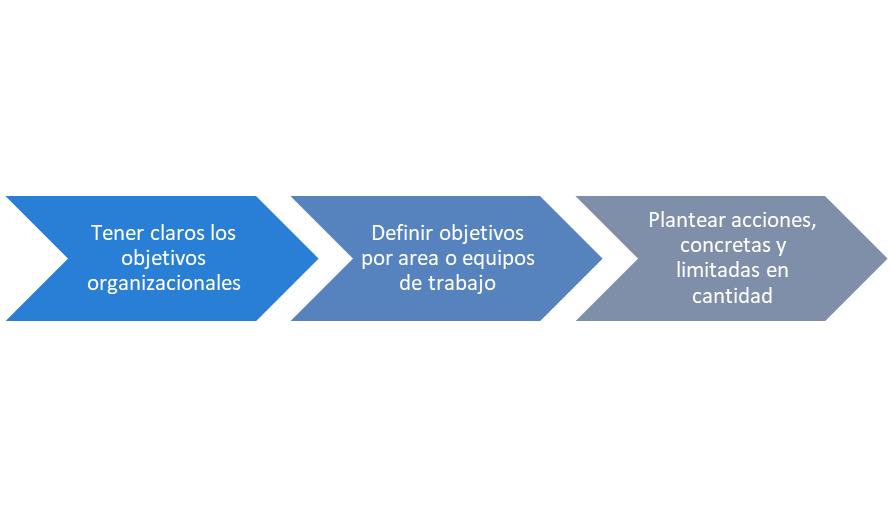 Tener claros los
objetivos
organizacionales
Definir objetivos
por area o equipos
de trabajo
Plantear acciones,
concretas y
limitadas en
cantidad